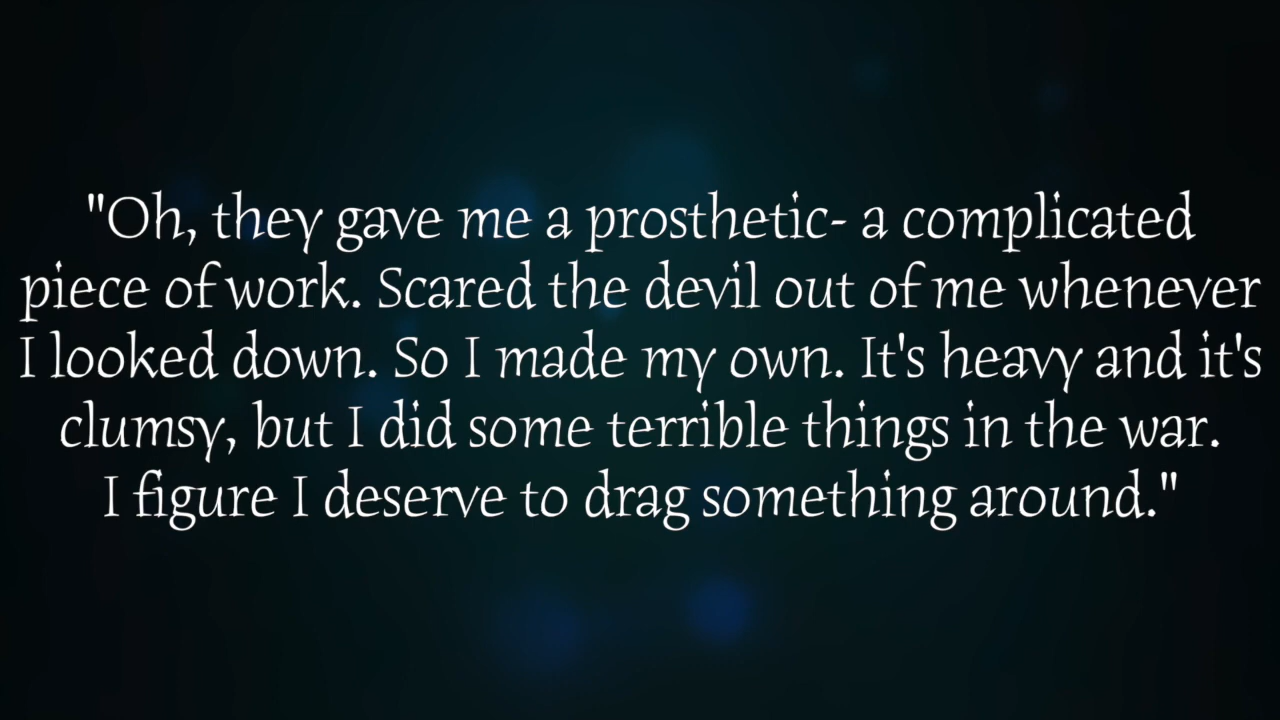 "Oh, they gave me a prosthetic- a complicated
piece of work. Scared the devil out of me whenever
I looked down. So I made my own. It's heavy and it's
clumsy, but I did some terrible things in the war.
I figure I deserve to drag something around."